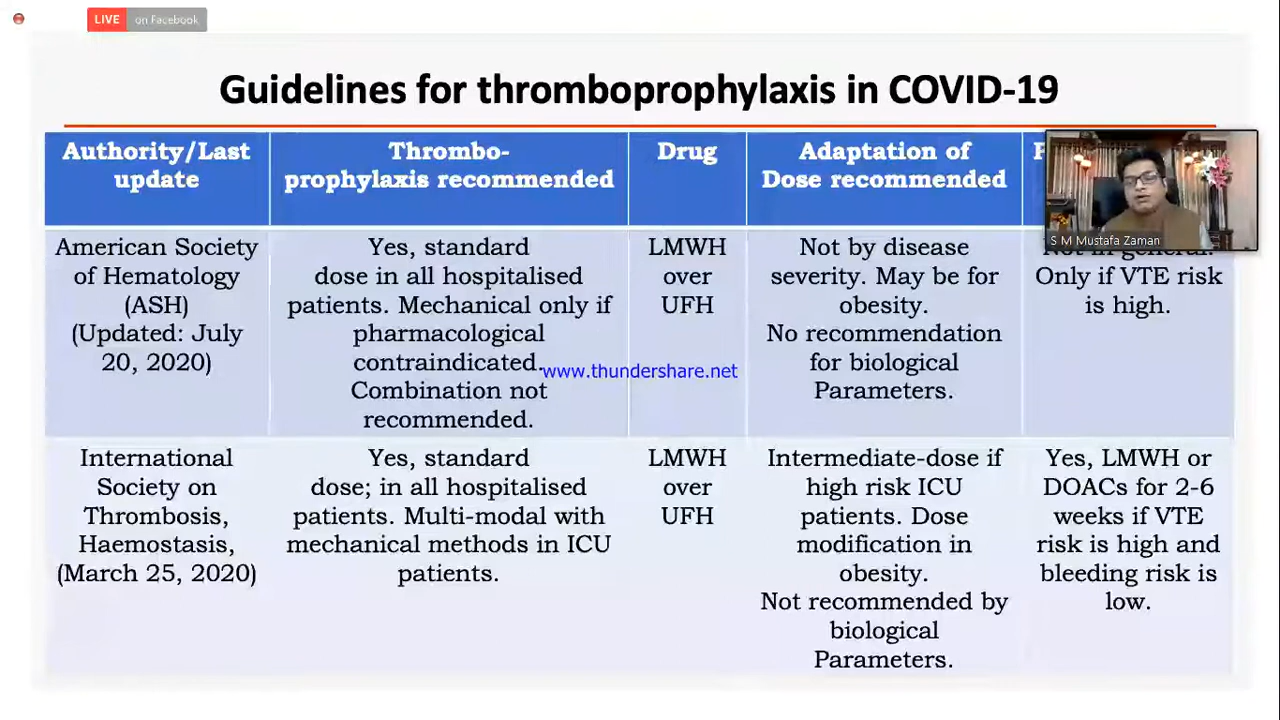 LIVE on Facebook
Guidelines for thromboprophylaxis in COVID-19
Authority/Last
update
Thrombo-
prophylaxis recommended
Drug
Adaptation of
Dose recommended
S M Mustafa Zaman
American Society
of Hematology
(ASH)
(Updated: July
20, 2020)
Yes, standard
dose in all hospitalised
patients. Mechanical only if
pharmacological
contraindicated.
Combination not
recommended.
LMWH
over
UFH
Not by disease
severity. May be for
obesity.
No recommendation
for biological
Parameters.
Not in general.
Only if VTE risk
is high.
www.thundershare.net
International
Society on
Thrombosis,
Haemostasis,
(March 25, 2020)
Yes, standard
dose; in all hospitalised
patients. Multi-modal with
mechanical methods in ICU
patients.
LMWH
over
UFH
Intermediate-dose if
high risk ICU
patients. Dose
modification in
obesity.
Not recommended by
biological
Parameters.
Yes, LMWH or
DOACs for 2-6
weeks if VTE
risk is high and
bleeding risk is
low.